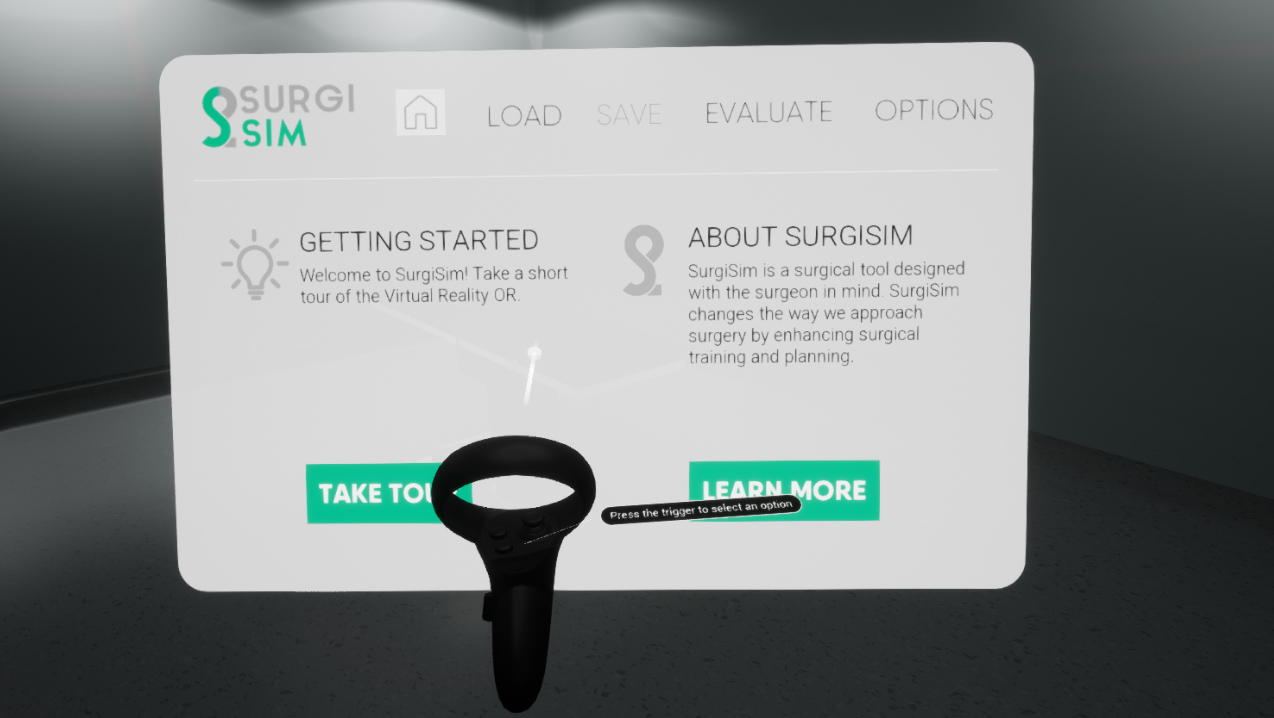 SURGI
SIM
LOAD
SAVE
EVALUATE
OPTIONS
GETTING STARTED
Welcome to SurgiSim! Take a short
tour of the Virtual Reality OR.
ABOUT SURGISIM
SurgiSim is a surgical tool designed
with the surgeon in mind. SurgiSim
changes the way we approach
surgery by enhancing surgical
training and planning.
TAKE
LEARN MORE
Press the trigger to select an option